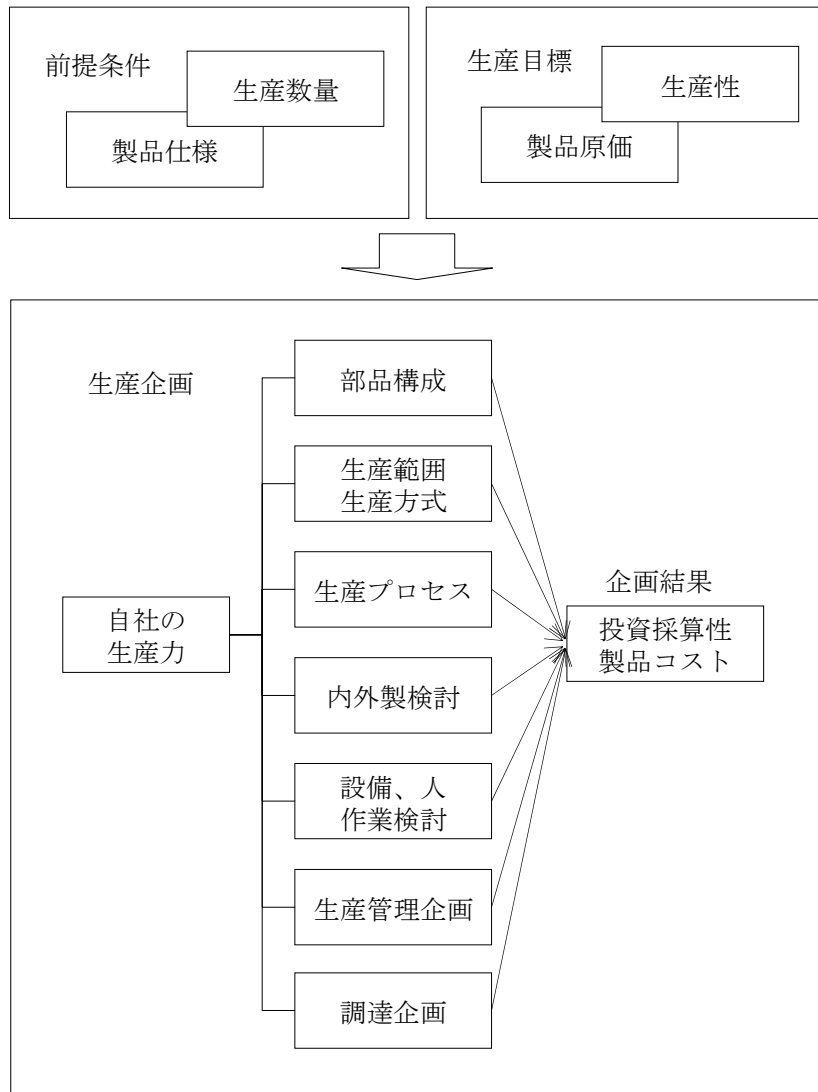 前提条件
生産数量
製品仕様
生産目標
生産性
製品原価
生産企画
部品構成
生産範囲
生産方式
生産プロセス
自社の
生産力
内外製検討
設備、人
作業検討
生産管理企画
調達企画
企画結果
投資採算性
製品コスト